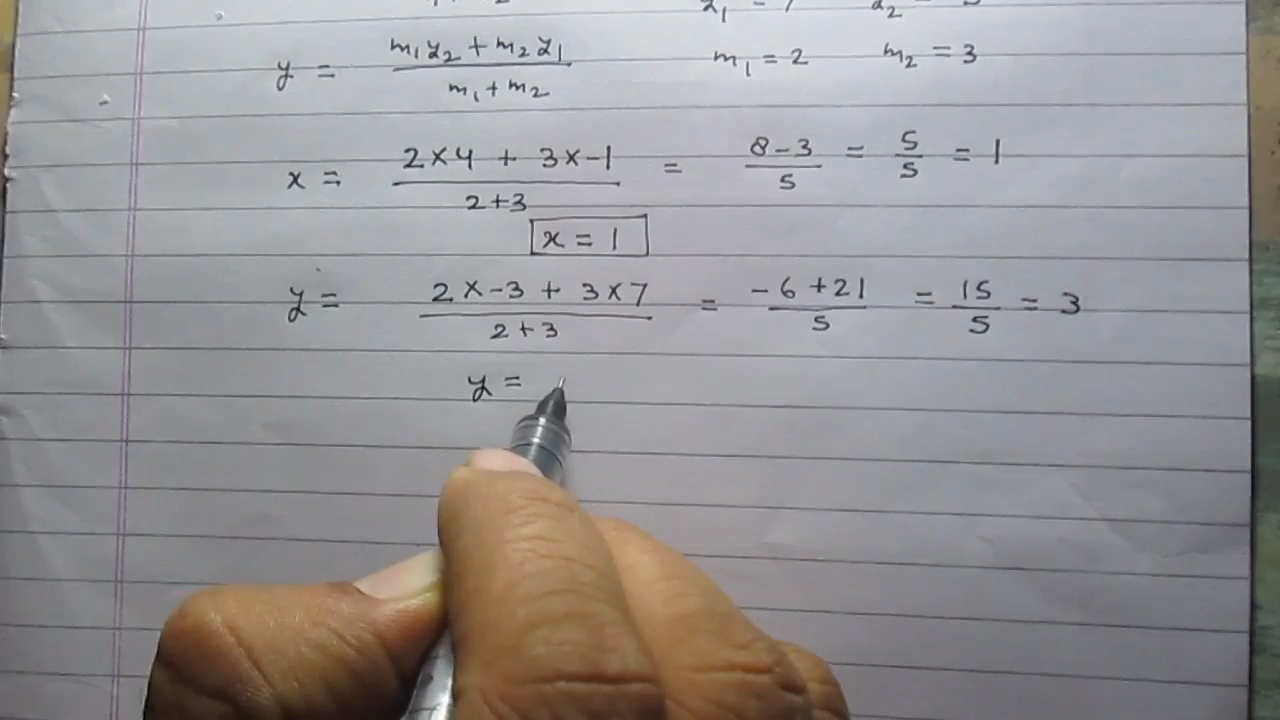 y = m₁y₂ + m₂y₁ / m₁ + m₂   m₁ = 2   m₂ = 3
x = 2×4 + 3×-1 / 2+3 = 8-3 / 5 = 5/5 = 1
x = 1
y = 2×-3 + 3×7 / 2+3 = -6+21 / 5 = 15/5 = 3
y =